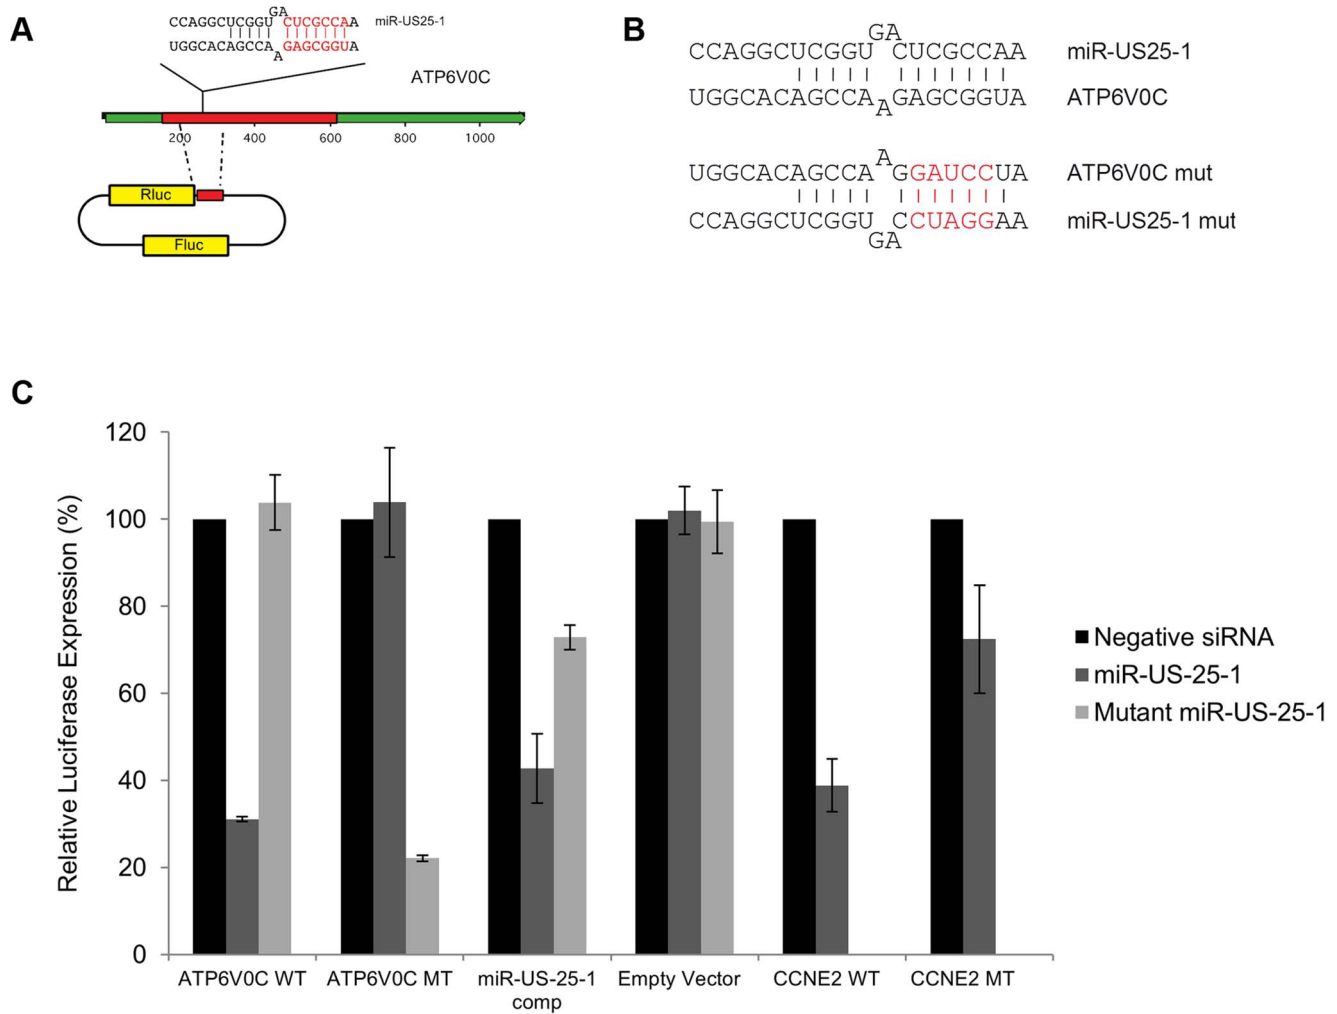 A
GA
CCAGGCUCGGU CUCGCCAA miR-US25-1
UGGCACAGCCA GAGCGGUA
A
ATP6V0C
200 400 600 800 1000
Rluc
Fluc
B
GA
CCAGGCUCGGU CUCGCCAA miR-US25-1
UGGCACAGCCA GAGCGGUA ATP6V0C
A
A
UGGCACAGCCA GGAUCCUA ATP6V0C mut
CCAGGCUCGGU CCUAGGAA miR-US25-1 mut
GA
C
Relative Luciferase Expression (%)
120
100
80
60
40
20
0
ATP6V0C WT
ATP6V0C MT
miR-US-25-1
comp
Empty Vector
CCNE2 WT
CCNE2 MT
Negative siRNA
miR-US-25-1
Mutant miR-US-25-1